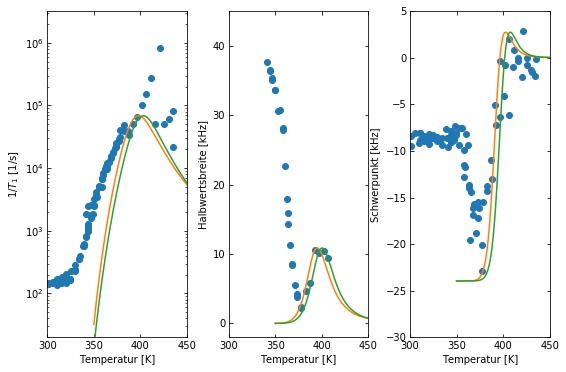 10⁶
10⁵
10⁴
10³
10²
1/T₁ [1/s]
300 350 400 450
Temperatur [K]
40
30
20
10
0
Halbwertsbreite [kHz]
300 350 400 450
Temperatur [K]
5
0
−5
−10
−15
−20
−25
−30
Schwerpunkt [kHz]
300 350 400 450
Temperatur [K]